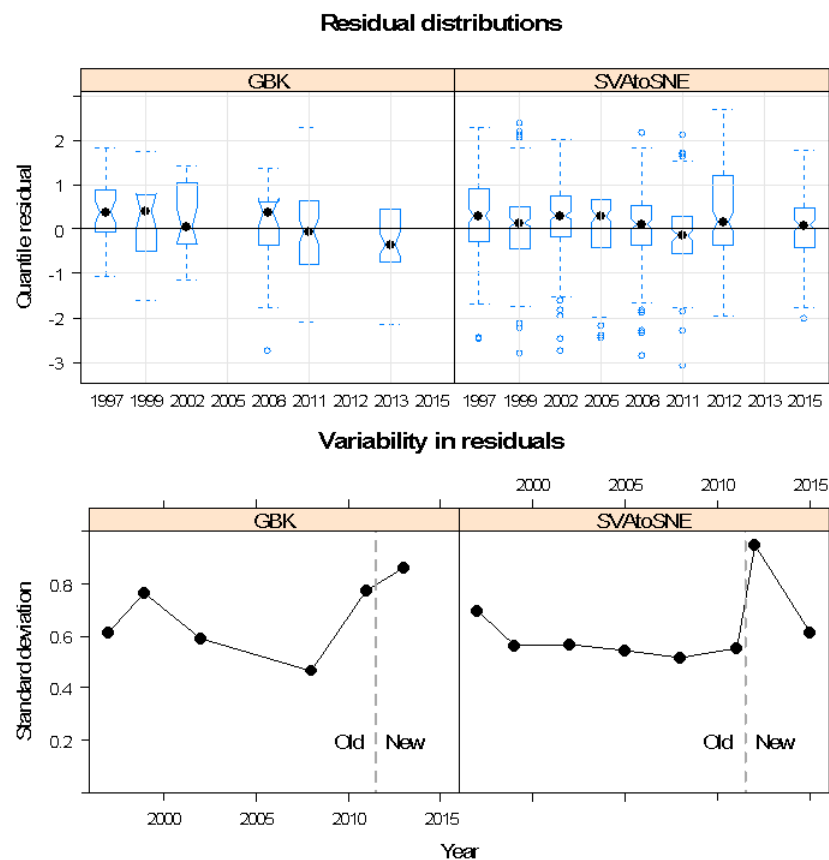 Residual distributions
GBK SVAtoSNE
Quantile residual
2
1
0
-1
-2
-3
1997 1999 2002 2005 2008 2011 2012 2013 2015 1997 1999 2002 2005 2008 2011 2012 2013 2015
Variability in residuals
2000 2005 2010 2015
GBK SVAtoSNE
Standard deviation
0.8
0.6
0.4
0.2
Old New Old New
2000 2005 2010 2015
Year